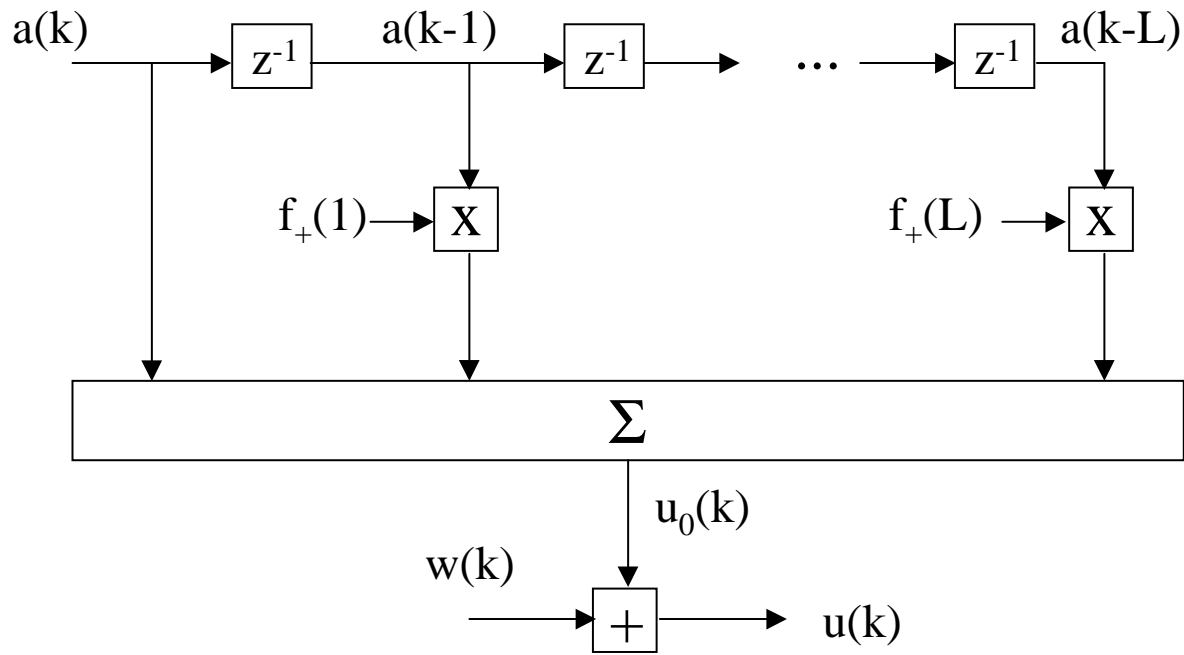 a(k) a(k-1) a(k-L)
z⁻¹ z⁻¹ ... z⁻¹
f₊(1) X f₊(L) X
Σ
u₀(k)
w(k)
+ u(k)